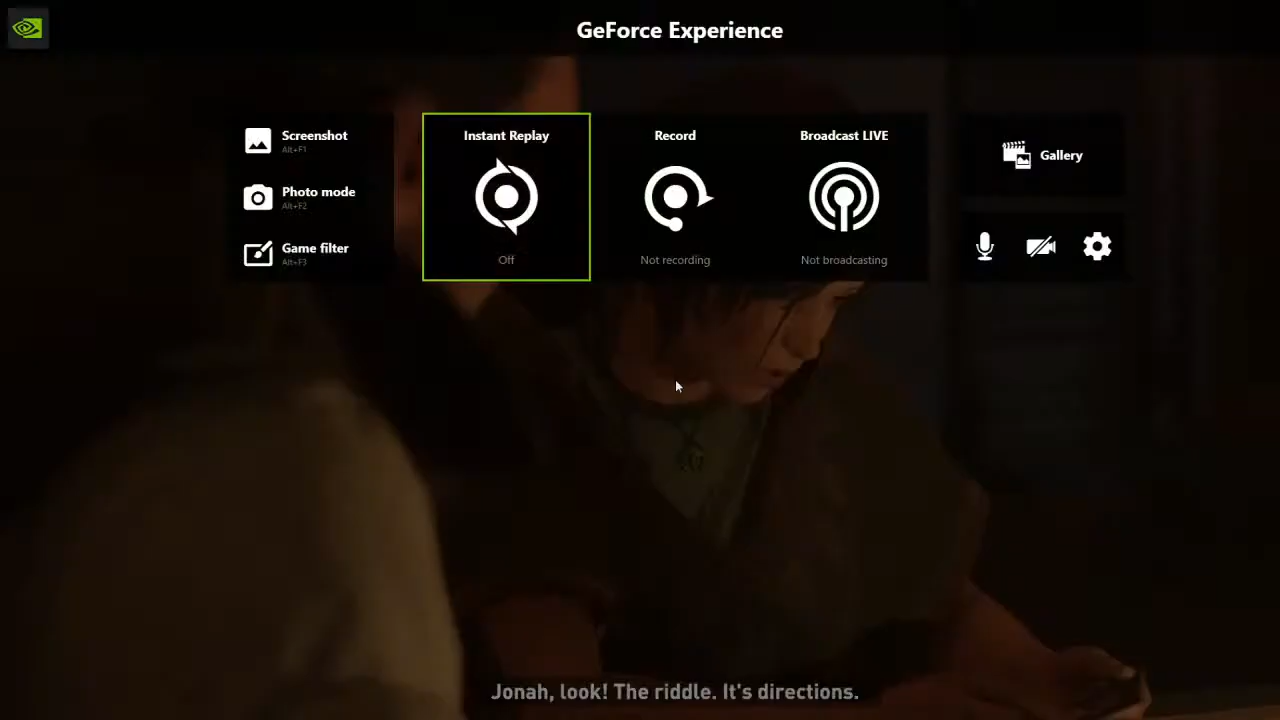 GeForce Experience
Screenshot
Alt+F1
Photo mode
Alt+F2
Game filter
Alt+F3
Instant Replay
Off
Record
Not recording
Broadcast LIVE
Not broadcasting
Gallery
Jonah, look! The riddle. It's directions.